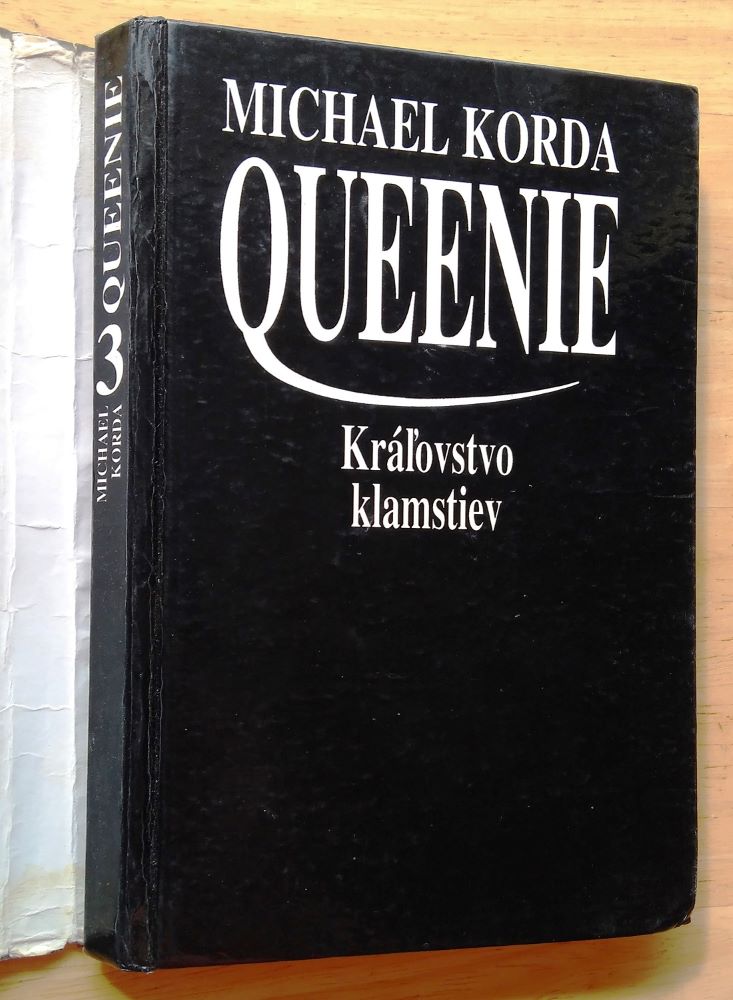 MICHAEL KORDA
QUEENIE
Kráľovstvo
klamstiev
QUEENIE
3
MICHAEL
KORDA